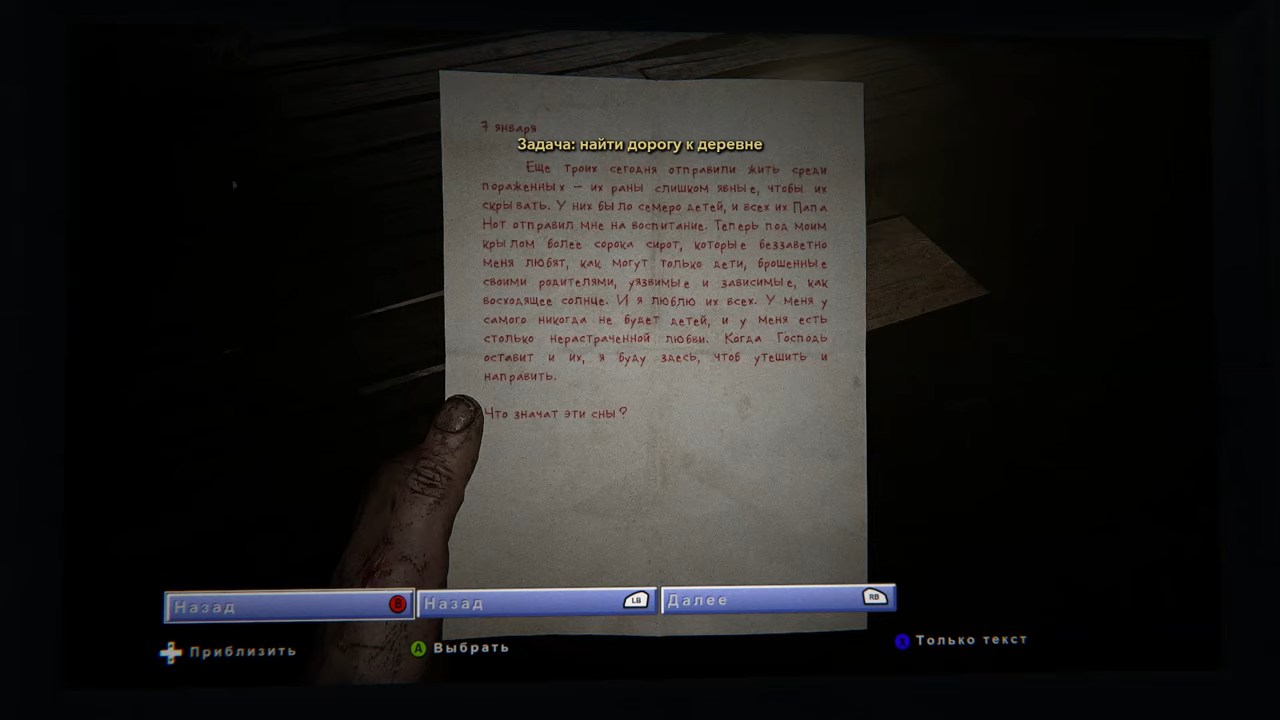 7 января
Задача: найти дорогу к деревне
Еще троих сегодня отправили жить среди
пораженных – их раны слишком явные, чтобы их
скрывать. У них было семеро детей, и всех их Папа
Нот отправил мне на воспитание. Теперь под моим
крылом более сорока сирот, которые беззаветно
меня любят, как могут только дети, брошенные
своими родителями, уязвимые и зависимые, как
восходящее солнце. И я люблю их всех. У меня у
самого никогда не будет детей, и у меня есть
столько нерастраченной любви. Когда Господь
оставит и их, я буду здесь, чтоб утешить и
направить.
Что значат эти сны?
Назад B Назад LB Далее RB
Приблизить A Выбрать X Только текст